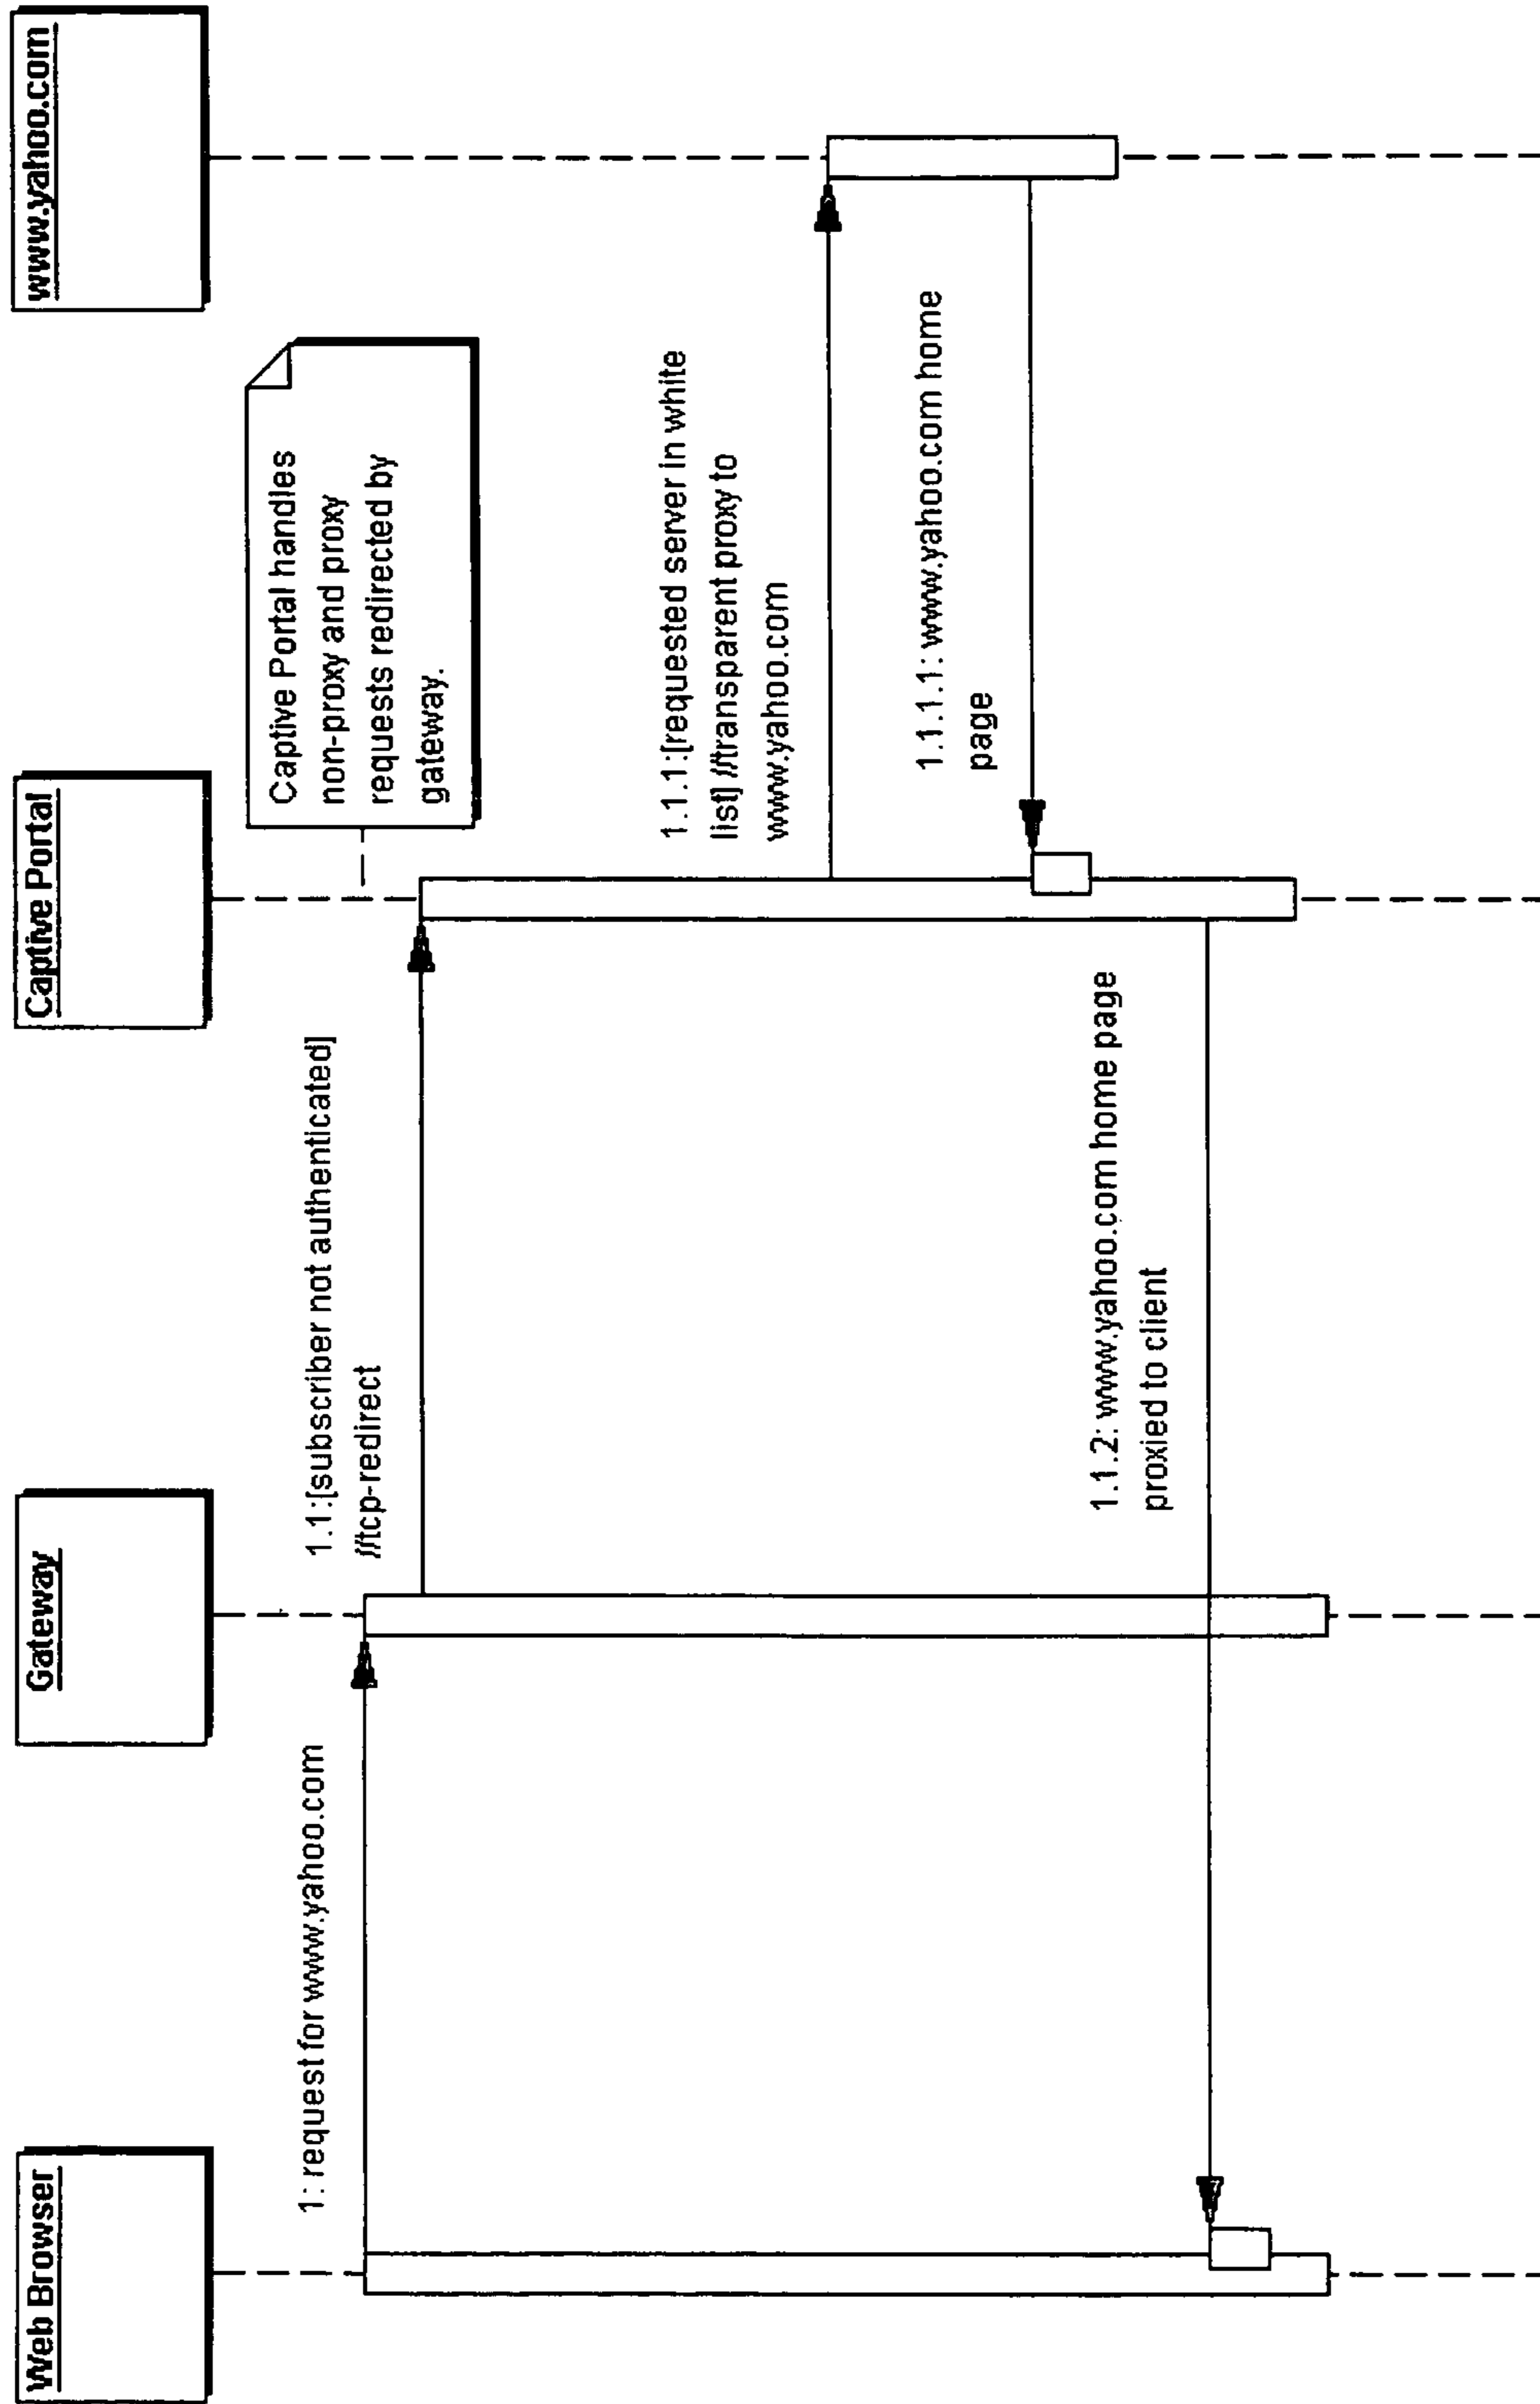 Web Browser
Gateway
Captive Portal
www.yahoo.com
Captive Portal handles
non-proxy and proxy
requests redirected by
gateway.
1: request for www.yahoo.com
1.1:[subscriber not authenticated]
//tcp-redirect
1.1.1:[requested server in white
list] //transparent proxy to
www.yahoo.com
1.1.1.1: www.yahoo.com home
page
1.1.2: www.yahoo.com home page
proxied to client